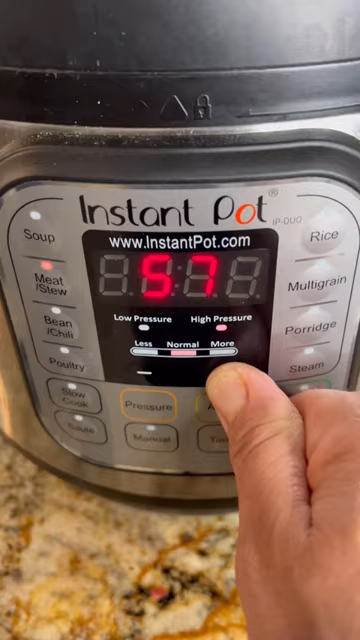 Instant Pot®
IP-DUO
www.InstantPot.com
57
Low Pressure
High Pressure
Less
Normal
More
Soup
Meat
/Stew
Bean
/Chili
Poultry
Slow
Cook
Saute
Rice
Multigrain
Porridge
Steam
Pressure
Manual